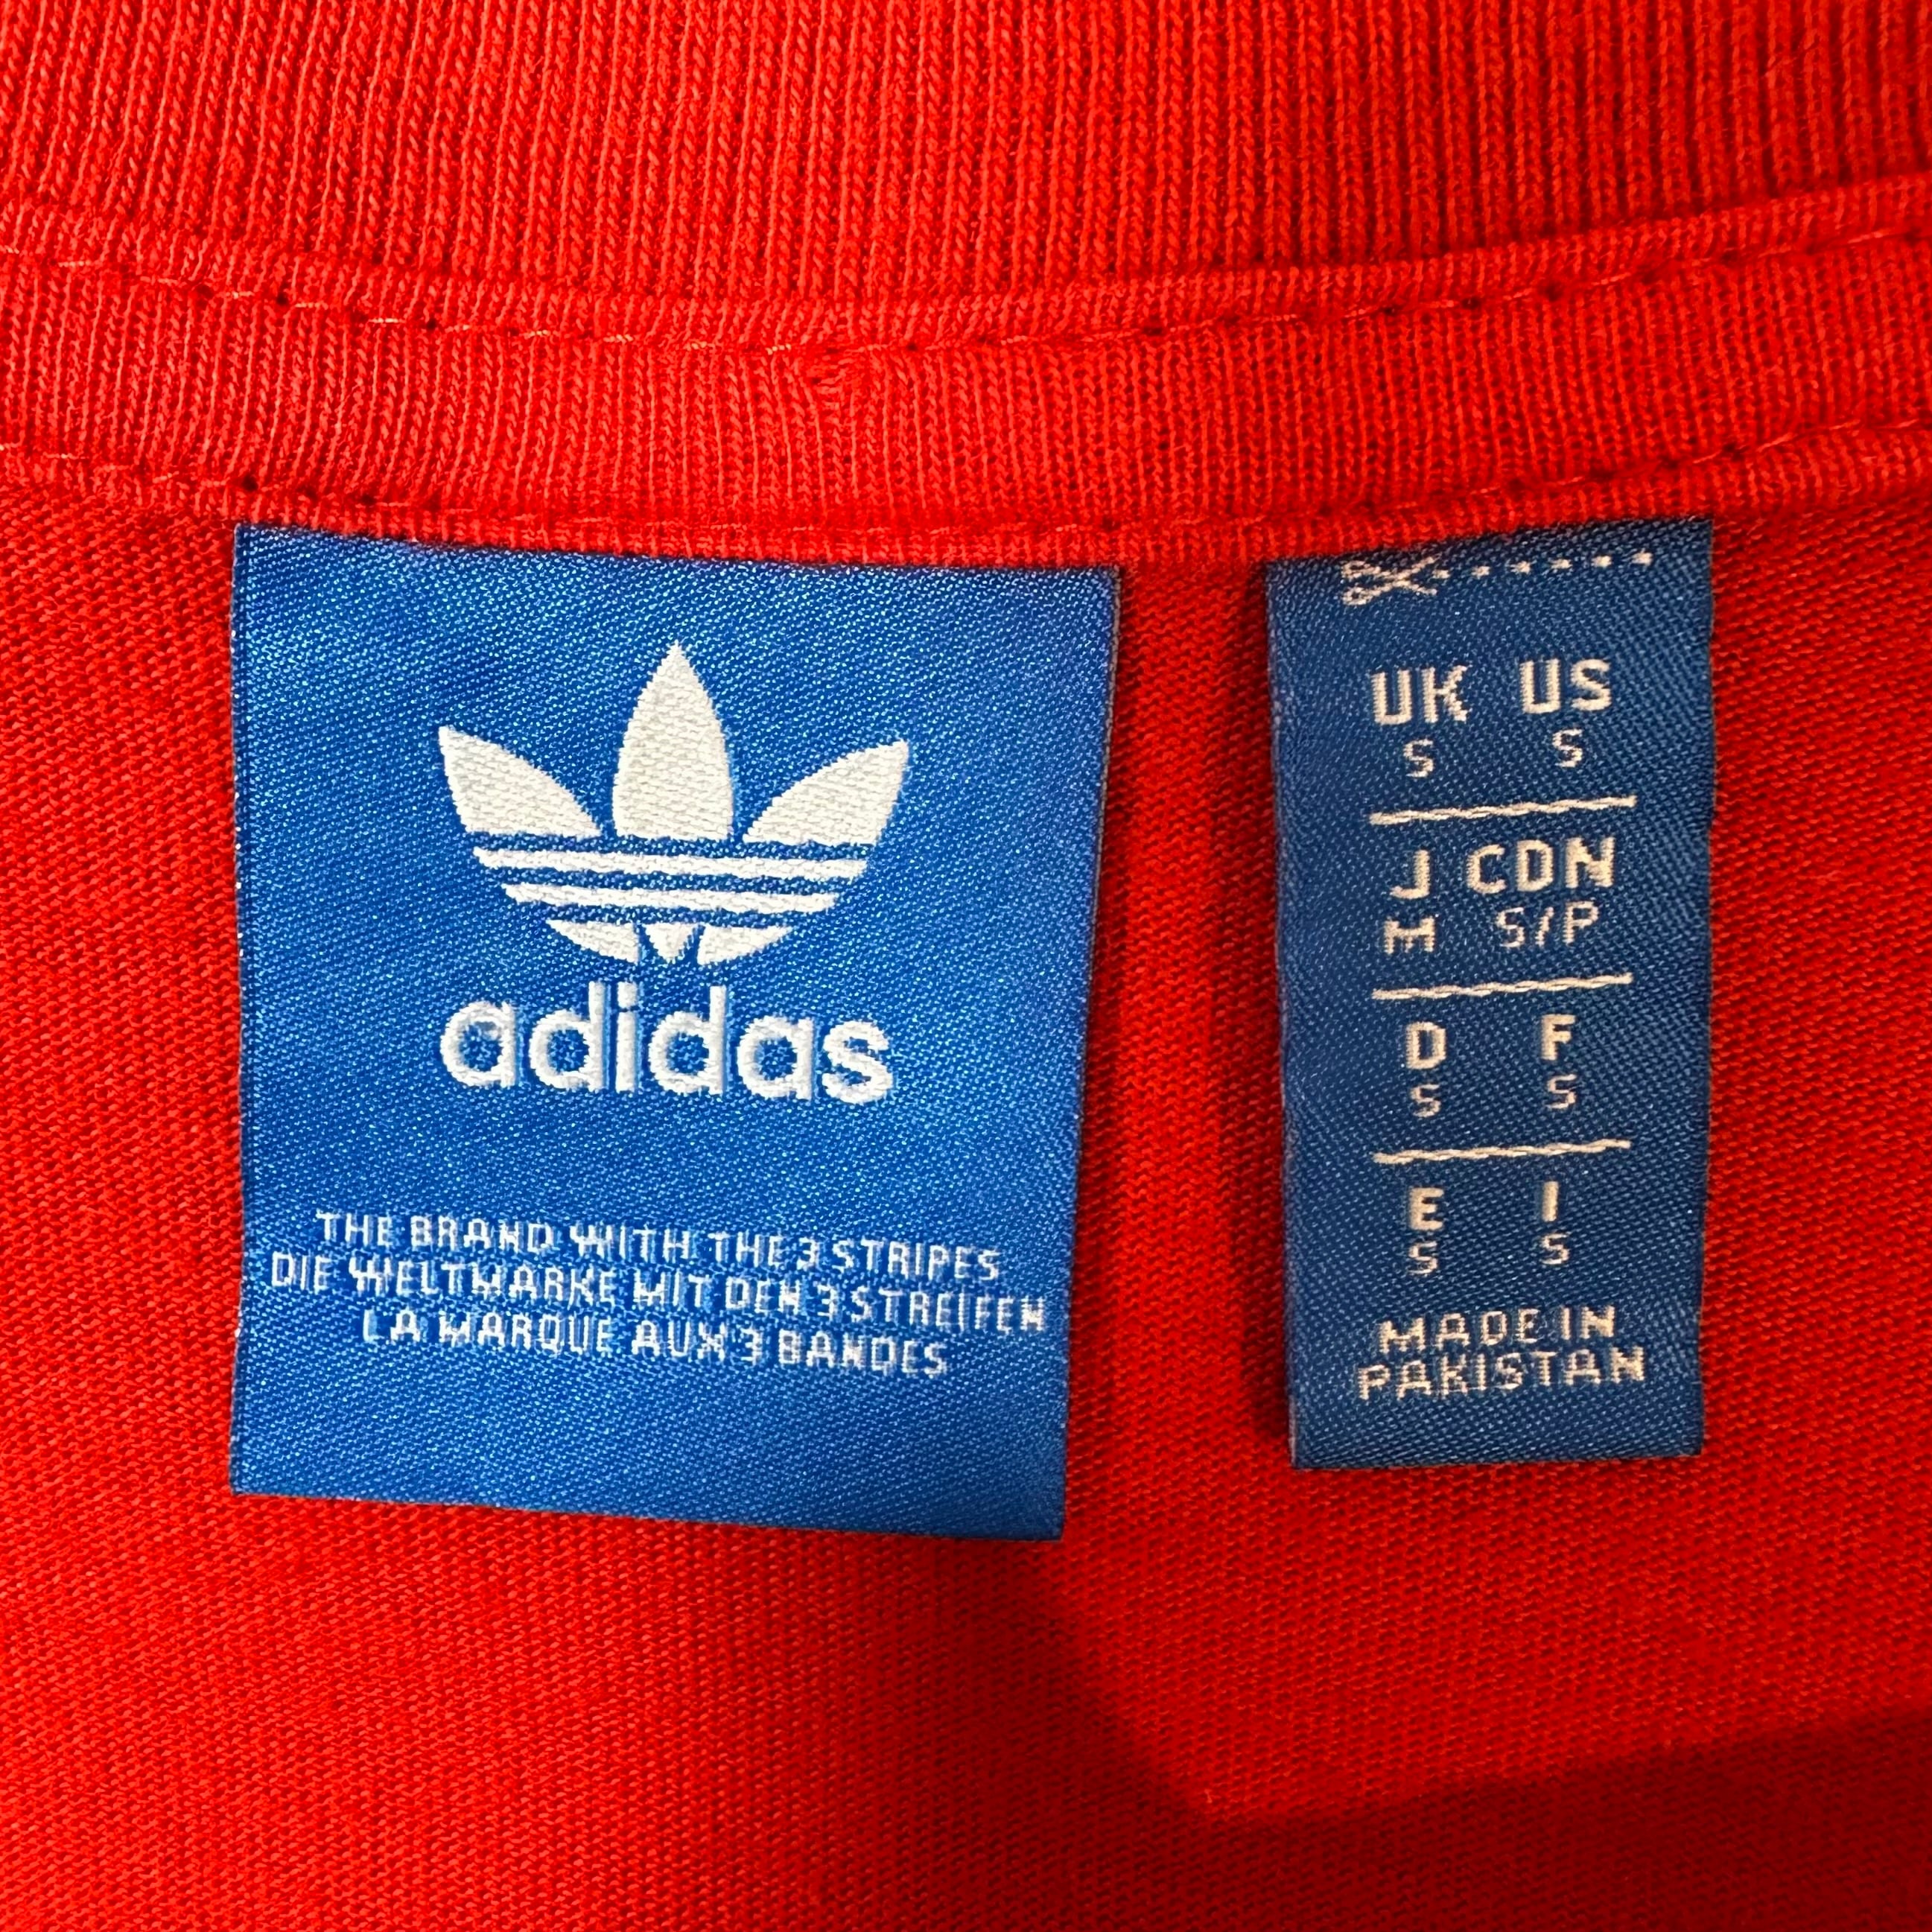 adidas
THE BRAND WITH THE 3 STRIPES
DIE WELTMARKE MIT DEN 3 STREIFEN
LA MARQUE AUX 3 BANDES
UK US
S S
J CDN
M S/P
D F
S S
E I
S S
MADE IN
PAKISTAN